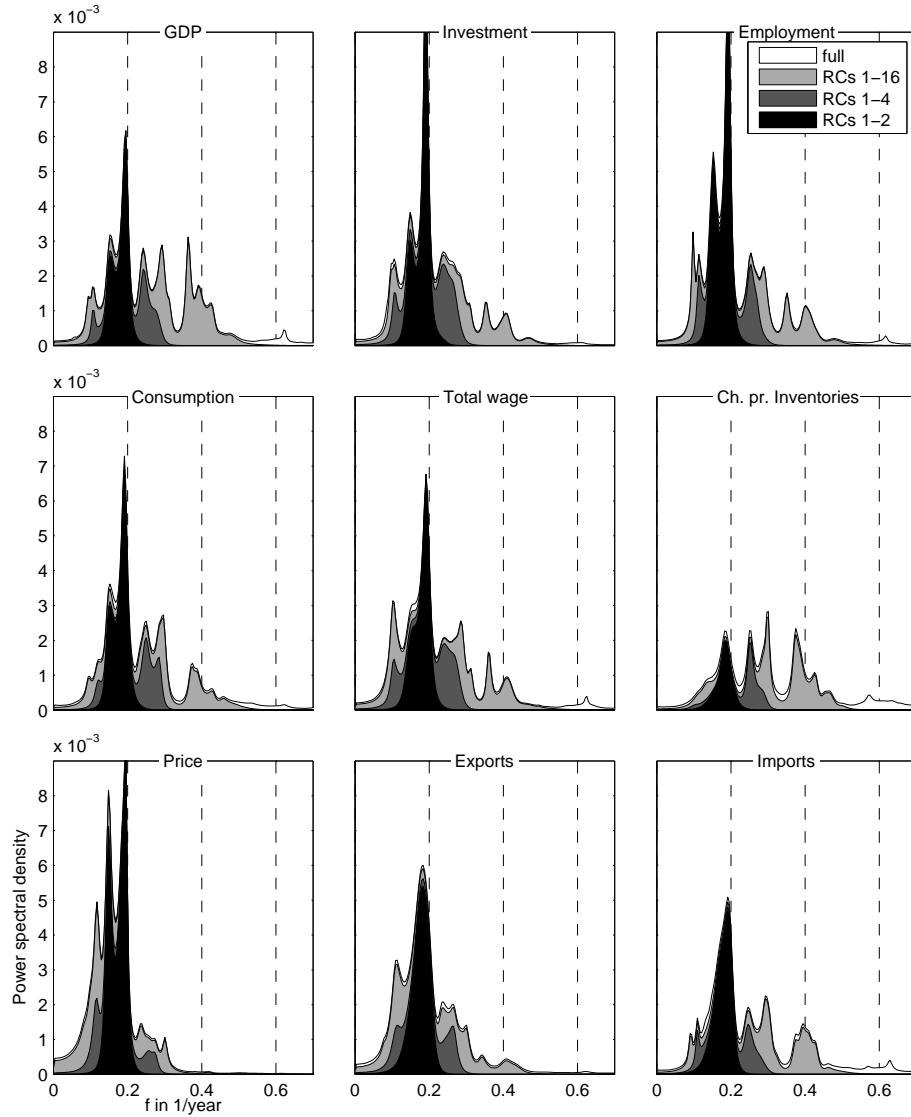 x 10⁻³
GDP
Investment
Employment
full
RCs 1−16
RCs 1−4
RCs 1−2
8
7
6
5
4
3
2
1
0
x 10⁻³
Consumption
Total wage
Ch. pr. Inventories
8
7
6
5
4
3
2
1
0
x 10⁻³
Price
Exports
Imports
Power spectral density
8
7
6
5
4
3
2
1
0
0 0.2 0.4 0.6
0 0.2 0.4 0.6
0 0.2 0.4 0.6
f in 1/year